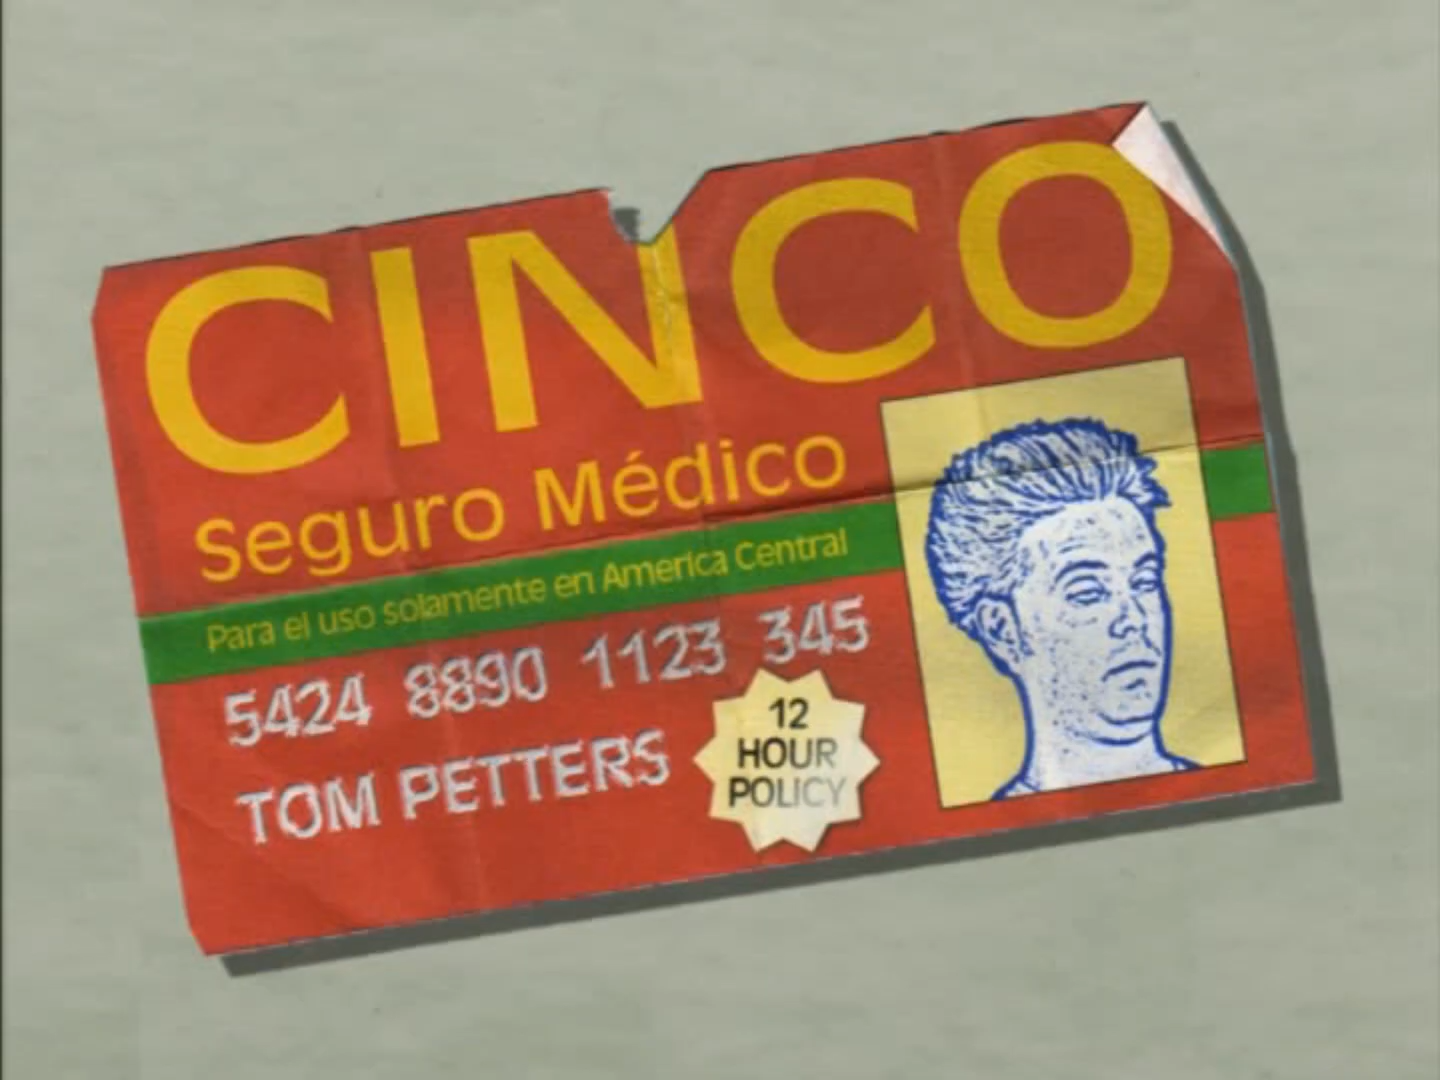 CINCO
Seguro Médico
Para el uso solamente en America Central
5424 8890 1123 345
TOM PETTERS
12
HOUR
POLICY